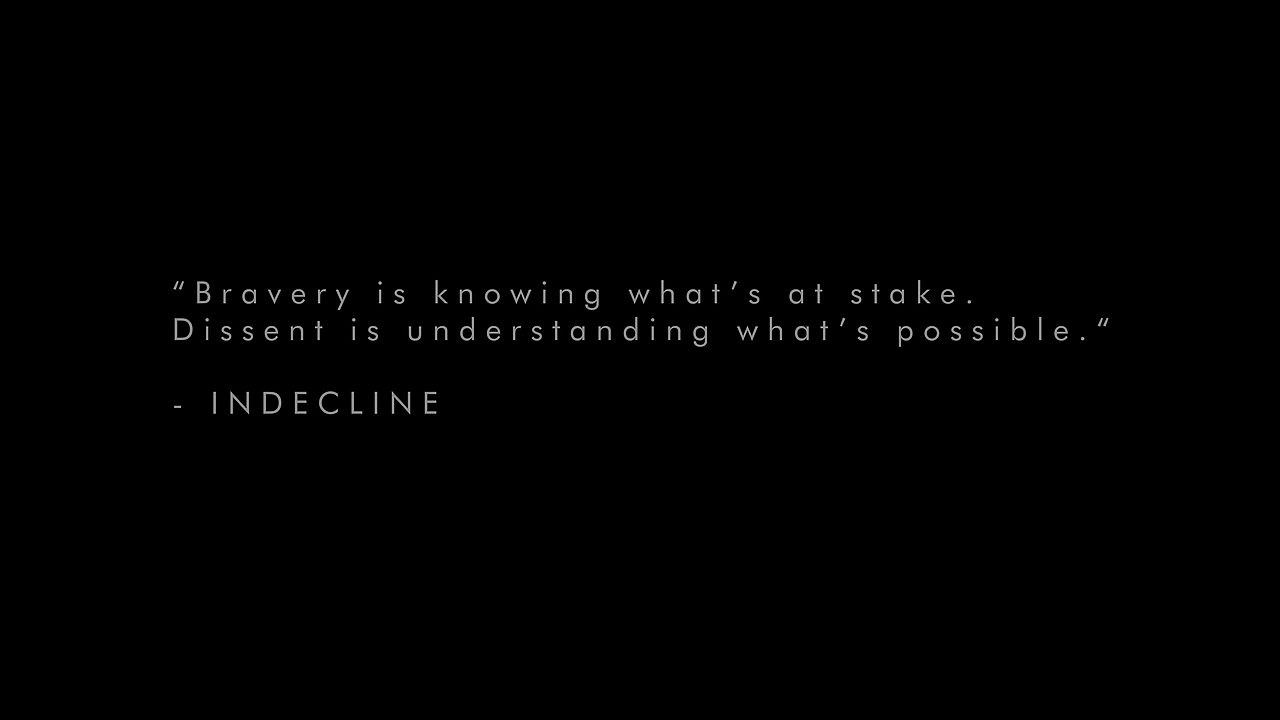 “Bravery is knowing what’s at stake.
Dissent is understanding what’s possible.“
- INDECLINE